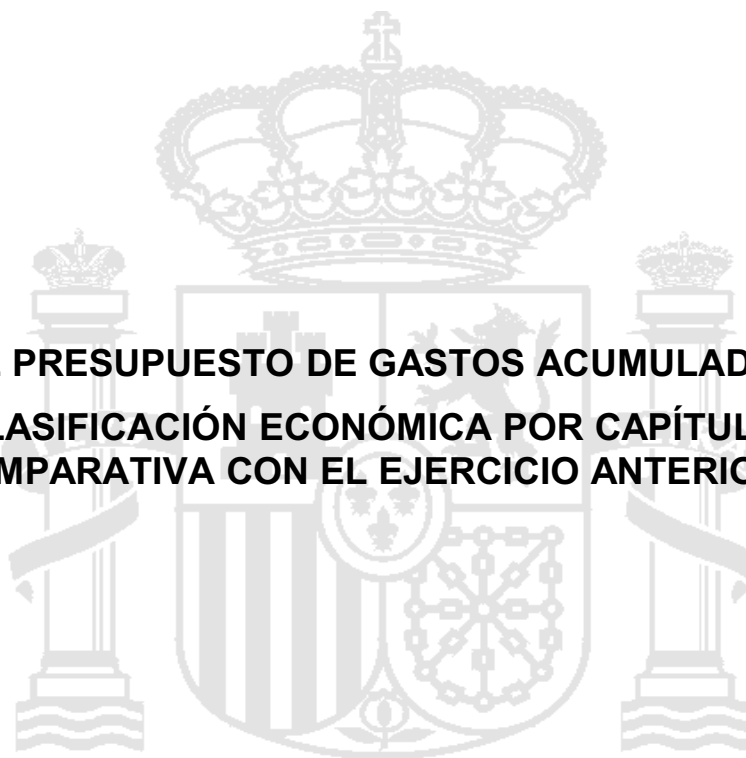 PRESUPUESTO DE GASTOS ACUMULAD
LASIFICACIÓN ECONÓMICA POR CAPÍTUL
MPARATIVA CON EL EJERCICIO ANTERIO